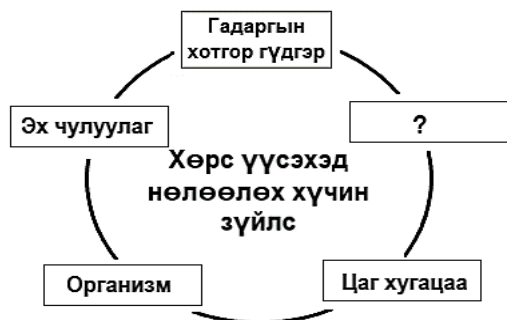 Гадаргын
хотгор гүдгэр
Эх чулуулаг
?
Хөрс үүсэхэд
нөлөөлөх хүчин
зүйлс
Организм
Цаг хугацаа